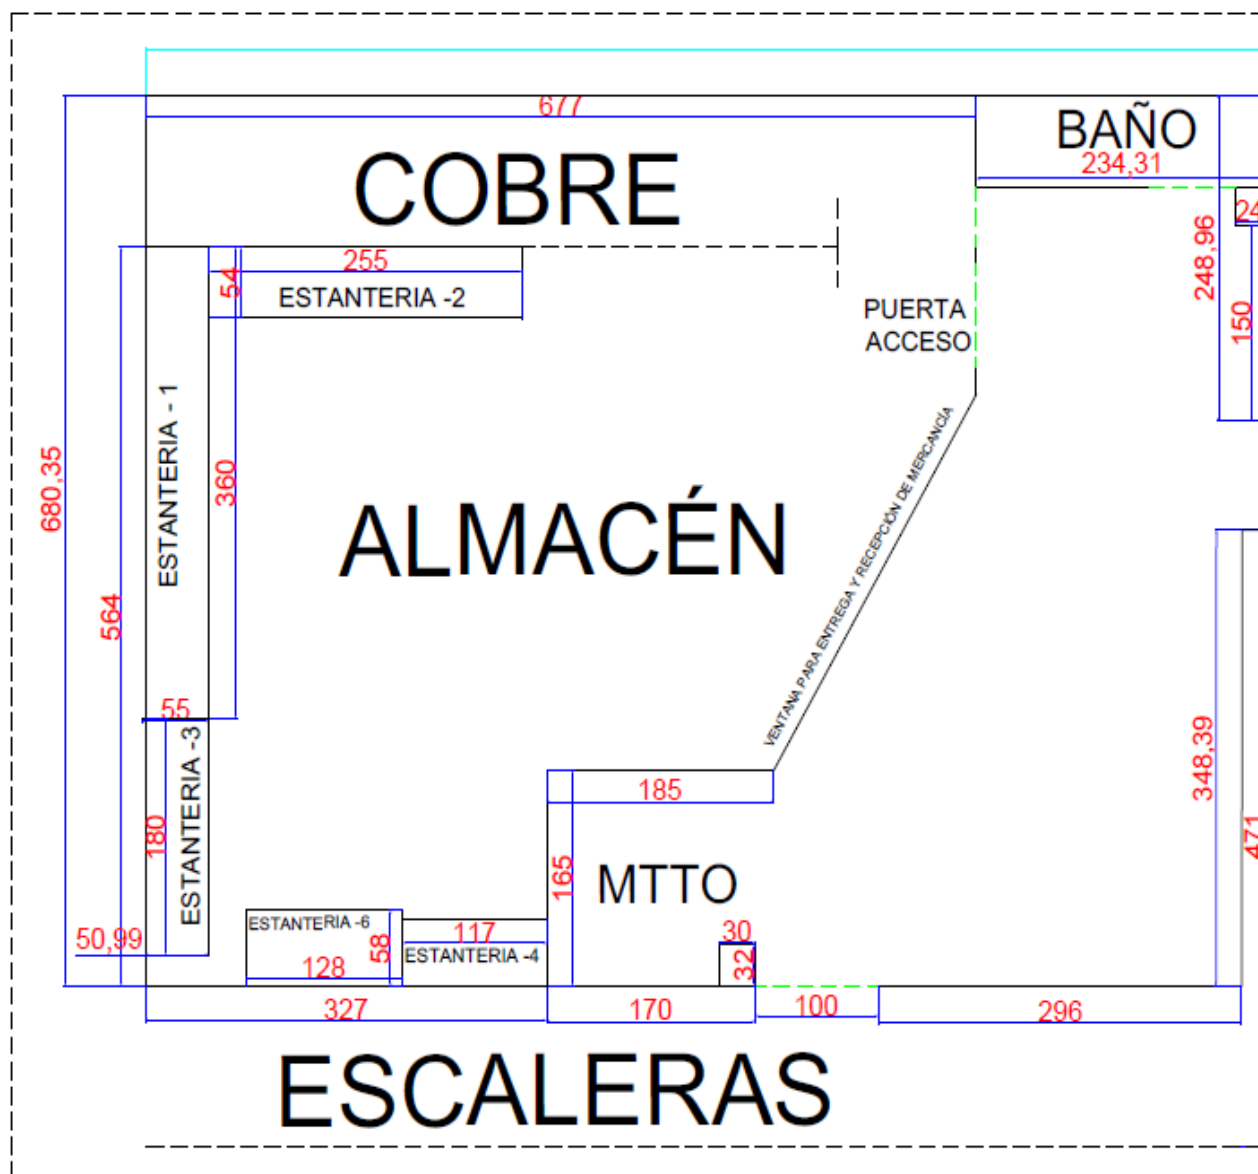 677
BAÑO
234,31
COBRE
24
248,96
255
54
ESTANTERIA -2
PUERTA
ACCESO
150
ESTANTERIA - 1
360
680,35
VENTANA PARA ENTREGA Y RECEPCIÓN DE MERCANCÍA
ALMACÉN
564
55
348,39
ESTANTERIA -3
180
185
471
165
MTTO
ESTANTERIA -6
50,99
58
117
ESTANTERIA -4
30
32
128
327
170
100
296
ESCALERAS